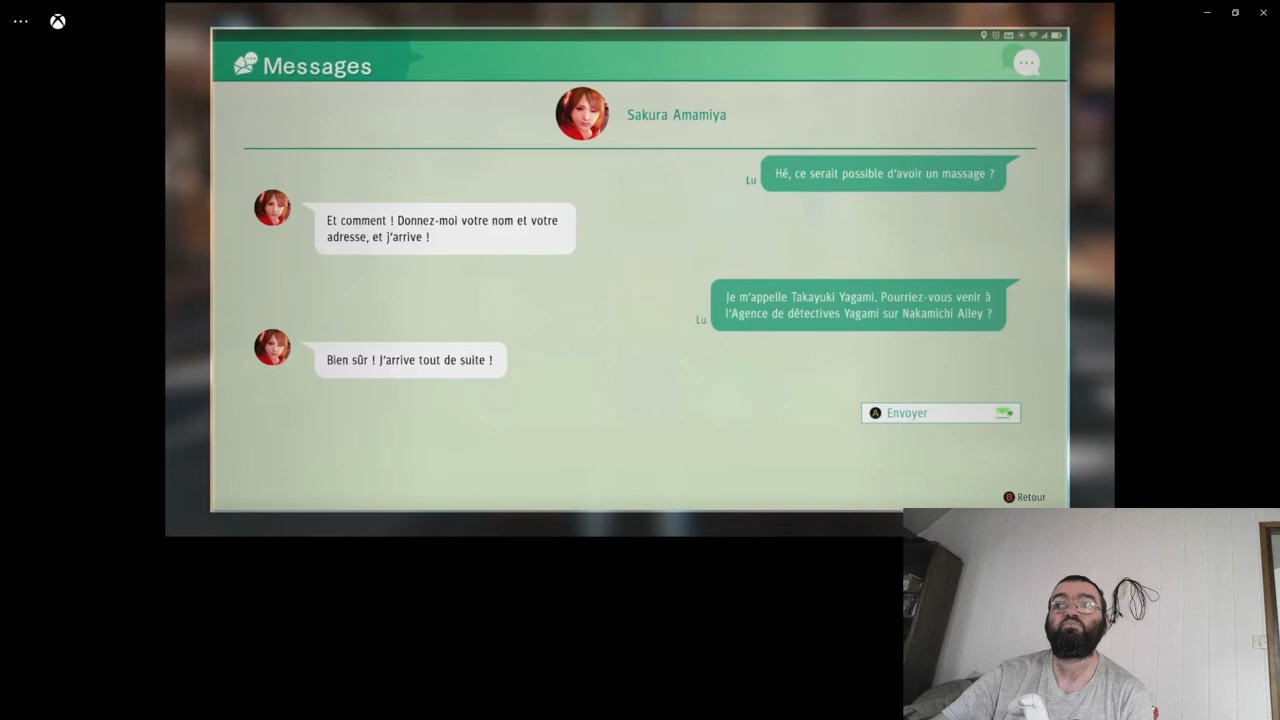 Messages
Sakura Amamiya
Hé, ce serait possible d'avoir un massage ?
Lu
Et comment ! Donnez-moi votre nom et votre
adresse, et j'arrive !
Je m'appelle Takayuki Yagami. Pourriez-vous venir à
l'Agence de détectives Yagami sur Nakamichi Alley ?
Lu
Bien sûr ! J'arrive tout de suite !
A Envoyer
B Retour